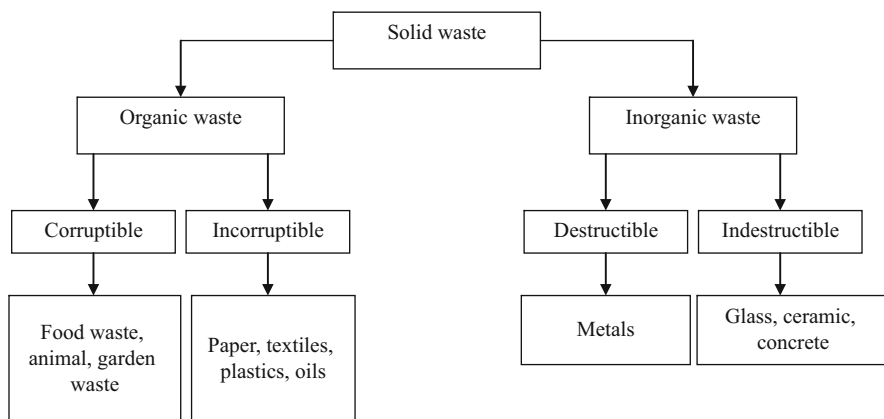 Solid waste
Organic waste
Inorganic waste
Corruptible
Incorruptible
Destructible
Indestructible
Food waste,
animal, garden
waste
Paper, textiles,
plastics, oils
Metals
Glass, ceramic,
concrete